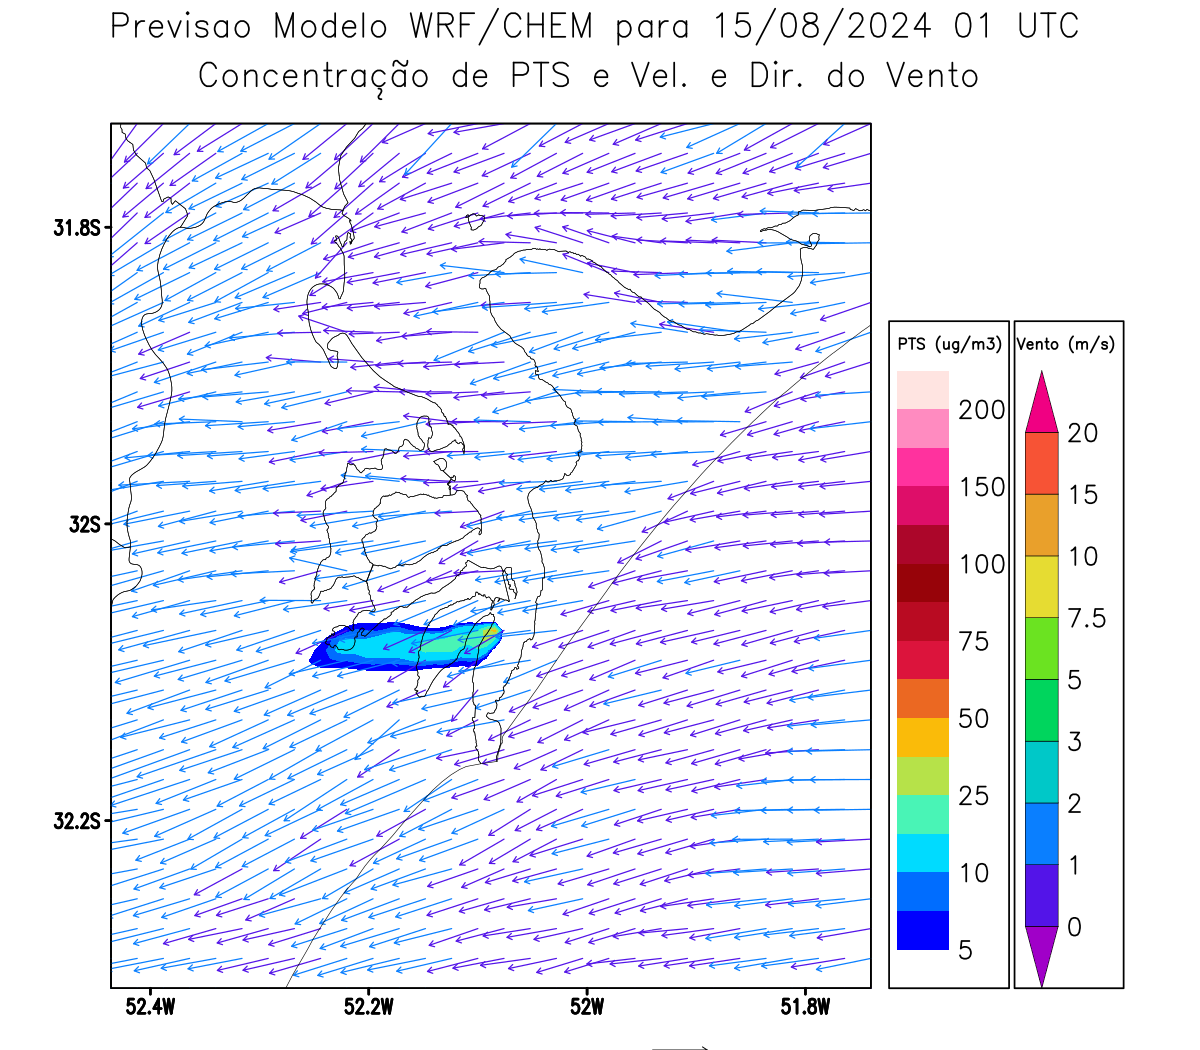 Previsao Modelo WRF/CHEM para 15/08/2024 01 UTC
Concentração de PTS e Vel. e Dir. do Vento
31.8S
32S
32.2S
52.4W 52.2W 52W 51.8W
PTS (ug/m3)
200
150
100
75
50
25
10
5
Vento (m/s)
20
15
10
7.5
5
3
2
1
0